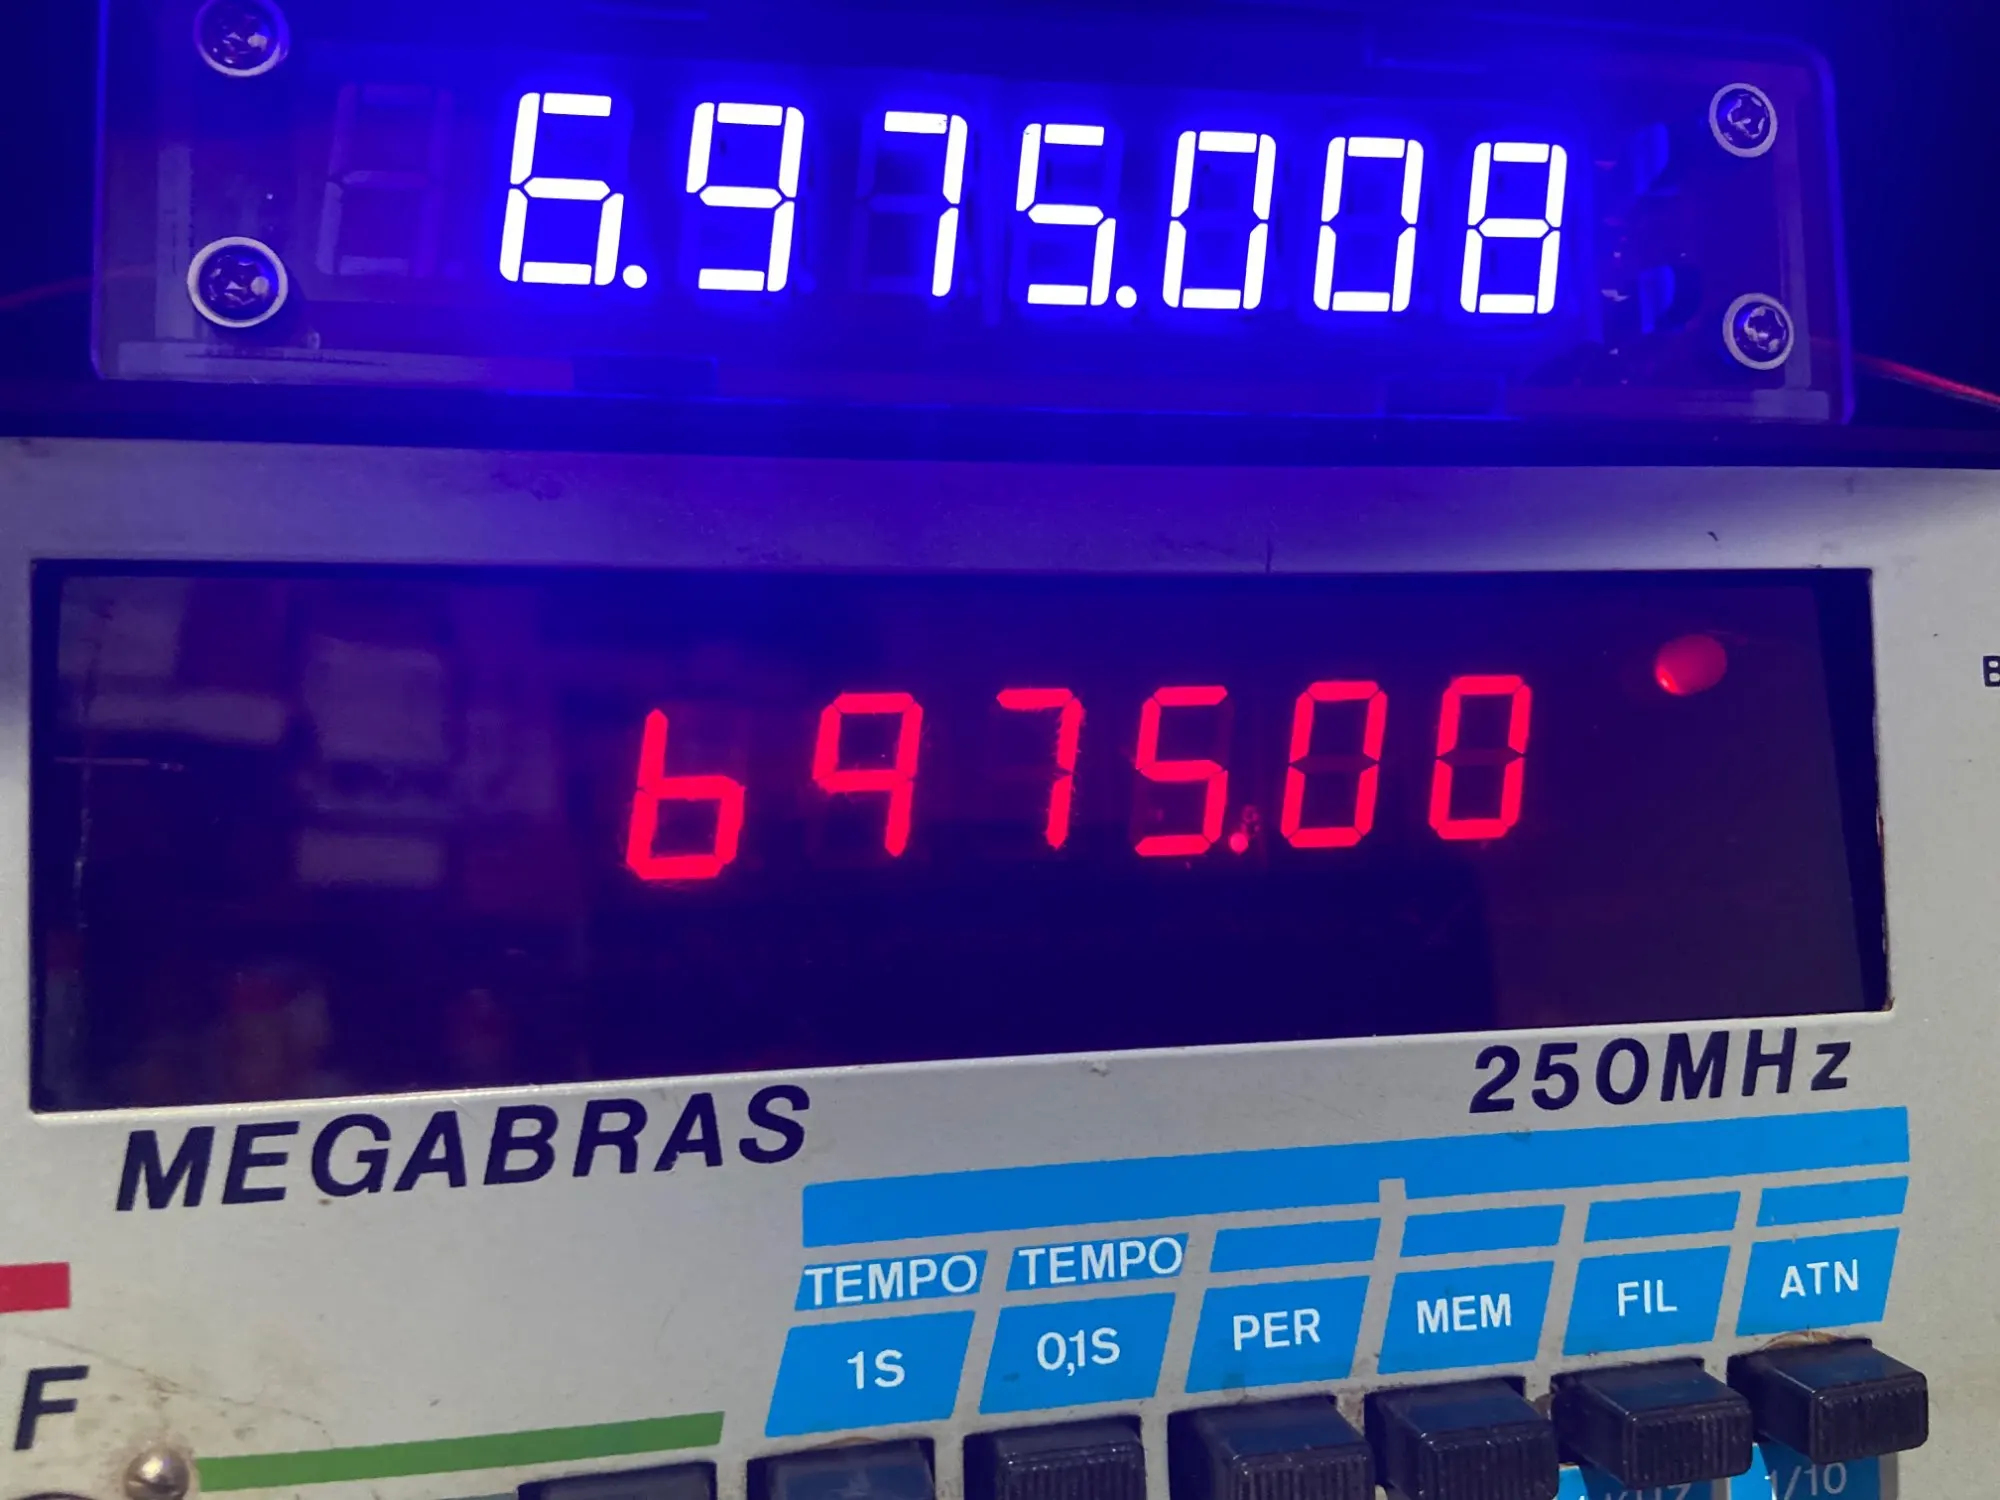 6.975.008
6975.00
250MHz
MEGABRAS
TEMPO TEMPO
1S 0,1S PER MEM FIL ATN
F
1/10